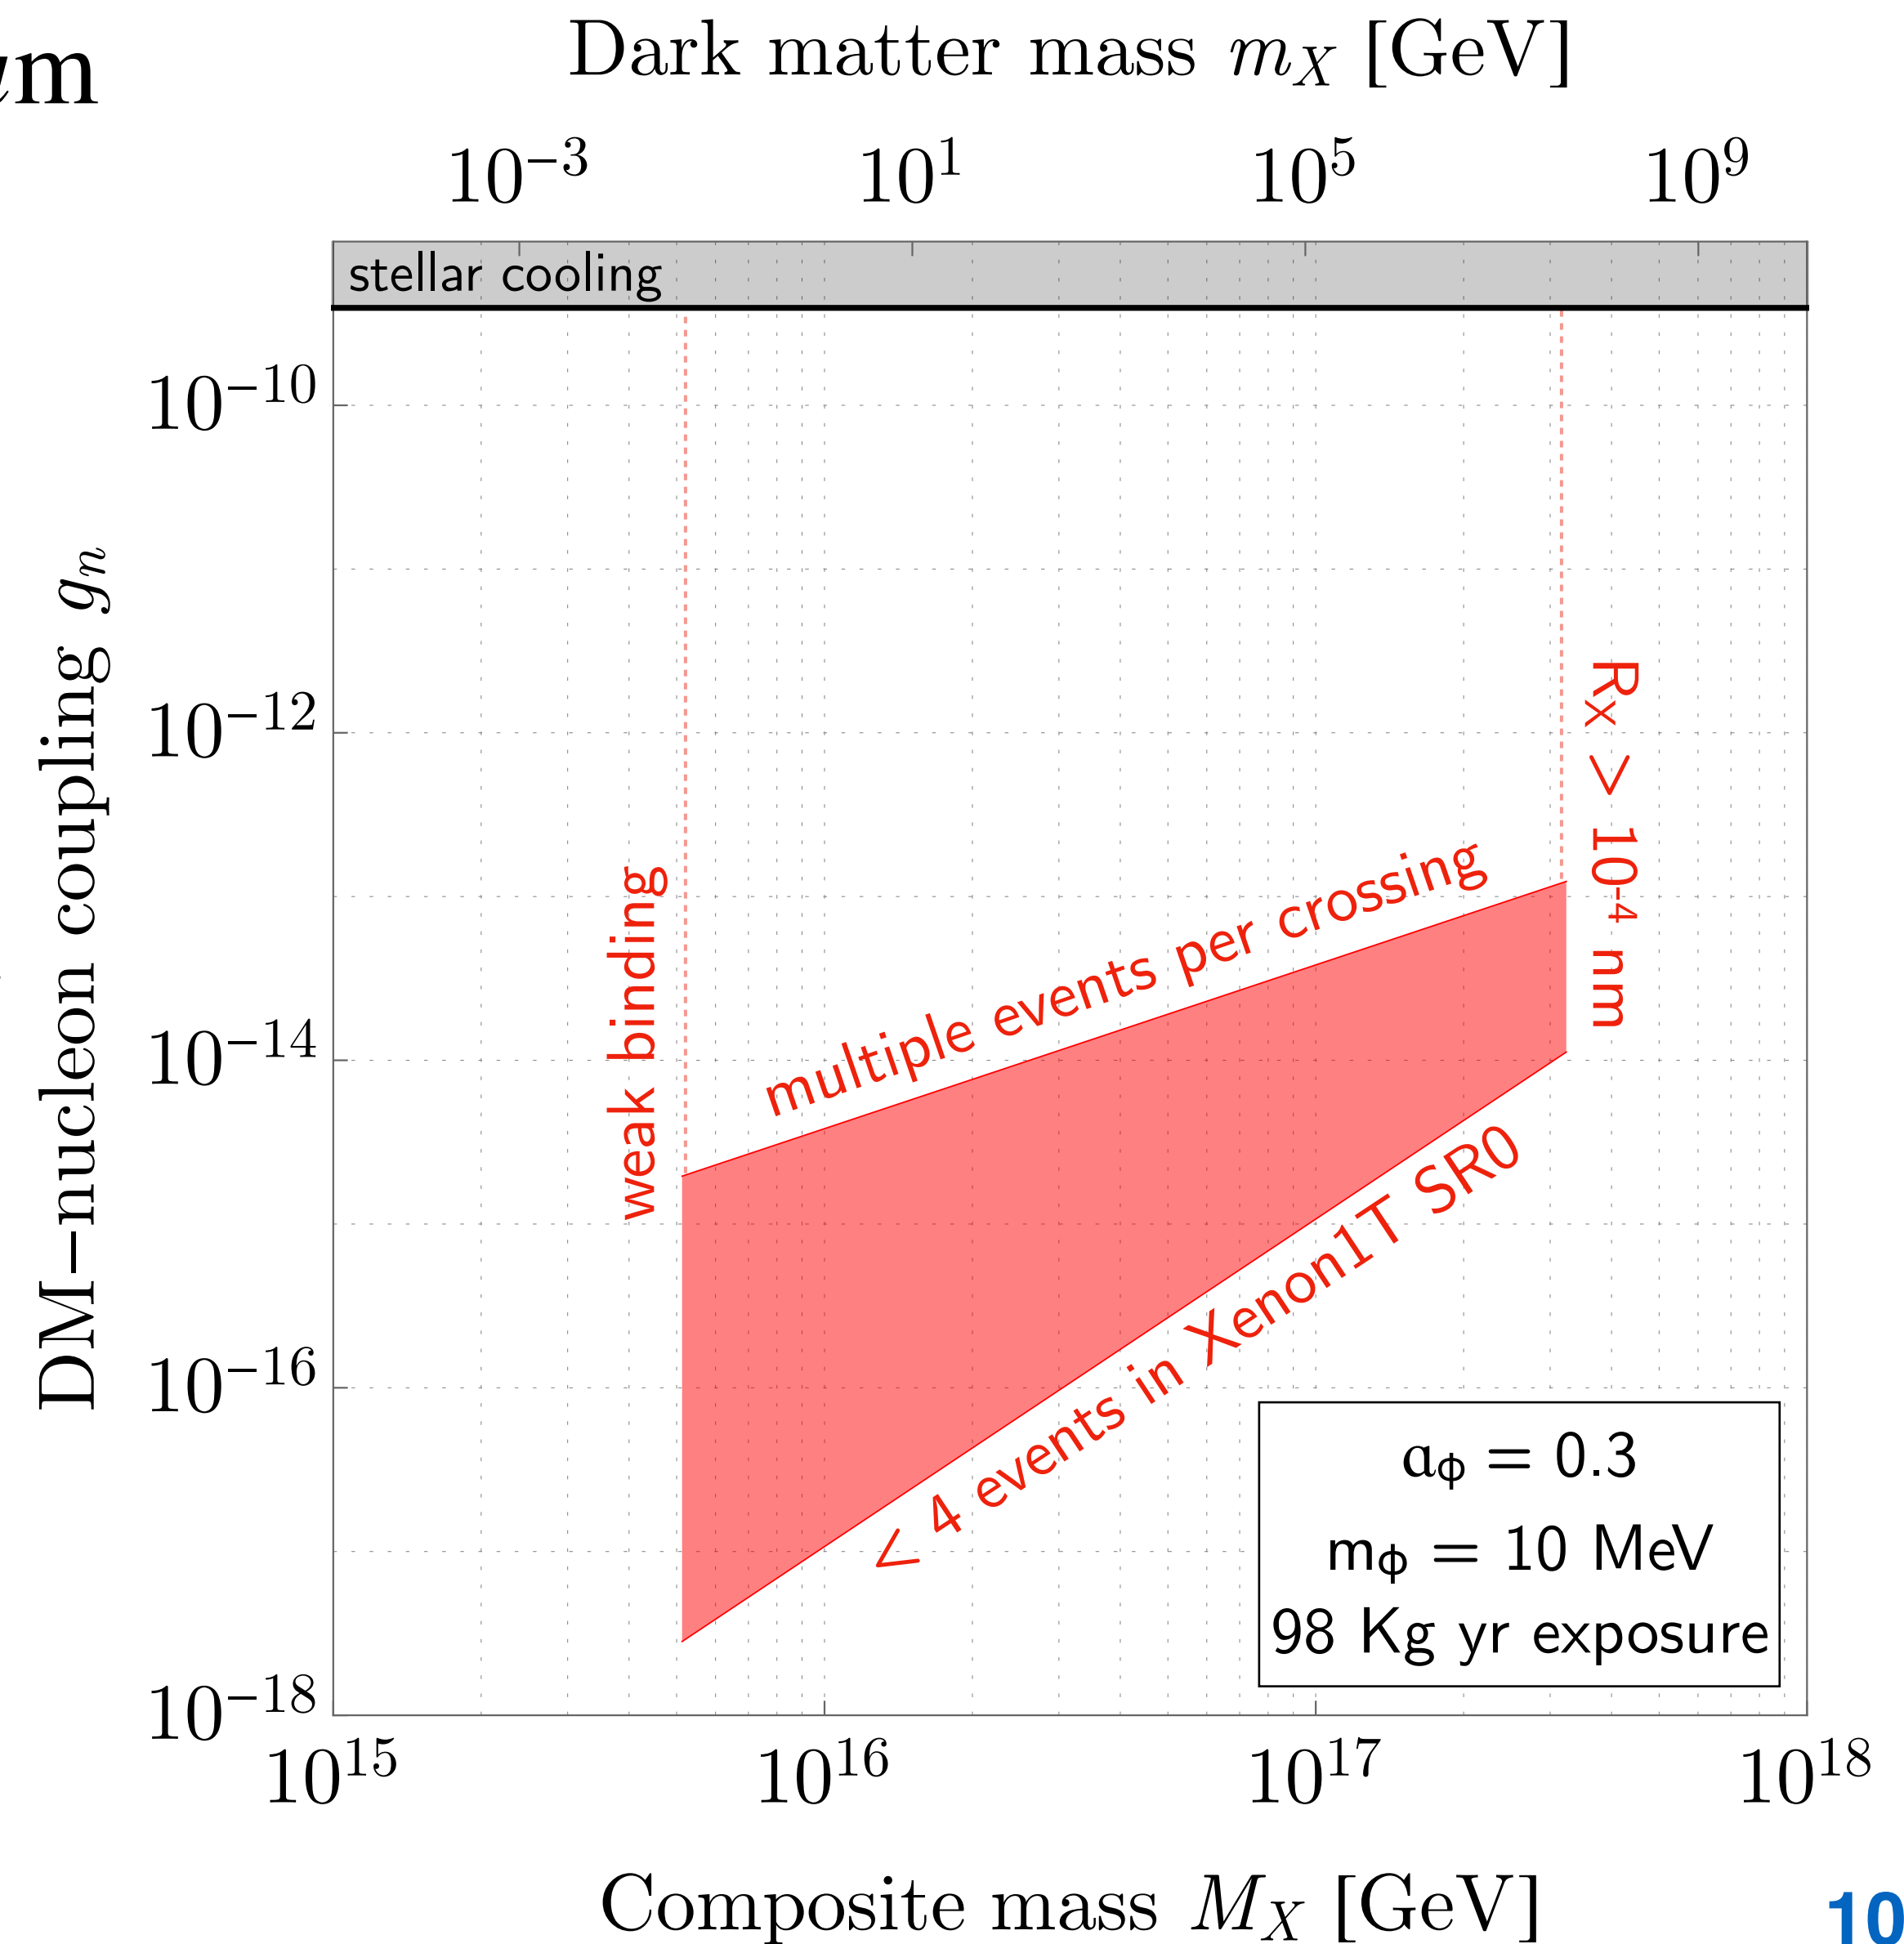 m
Dark matter mass m_X [GeV]
10^−3 10^1 10^5 10^9
stellar cooling
DM−nucleon coupling g_n
10^−10
10^−12
10^−14
10^−16
10^−18
weak binding
multiple events per crossing
R_X > 10^-4 nm
< 4 events in Xenon1T SR0
α_ϕ = 0.3
m_ϕ = 10 MeV
98 Kg yr exposure
10^15 10^16 10^17 10^18
Composite mass M_X [GeV]
10